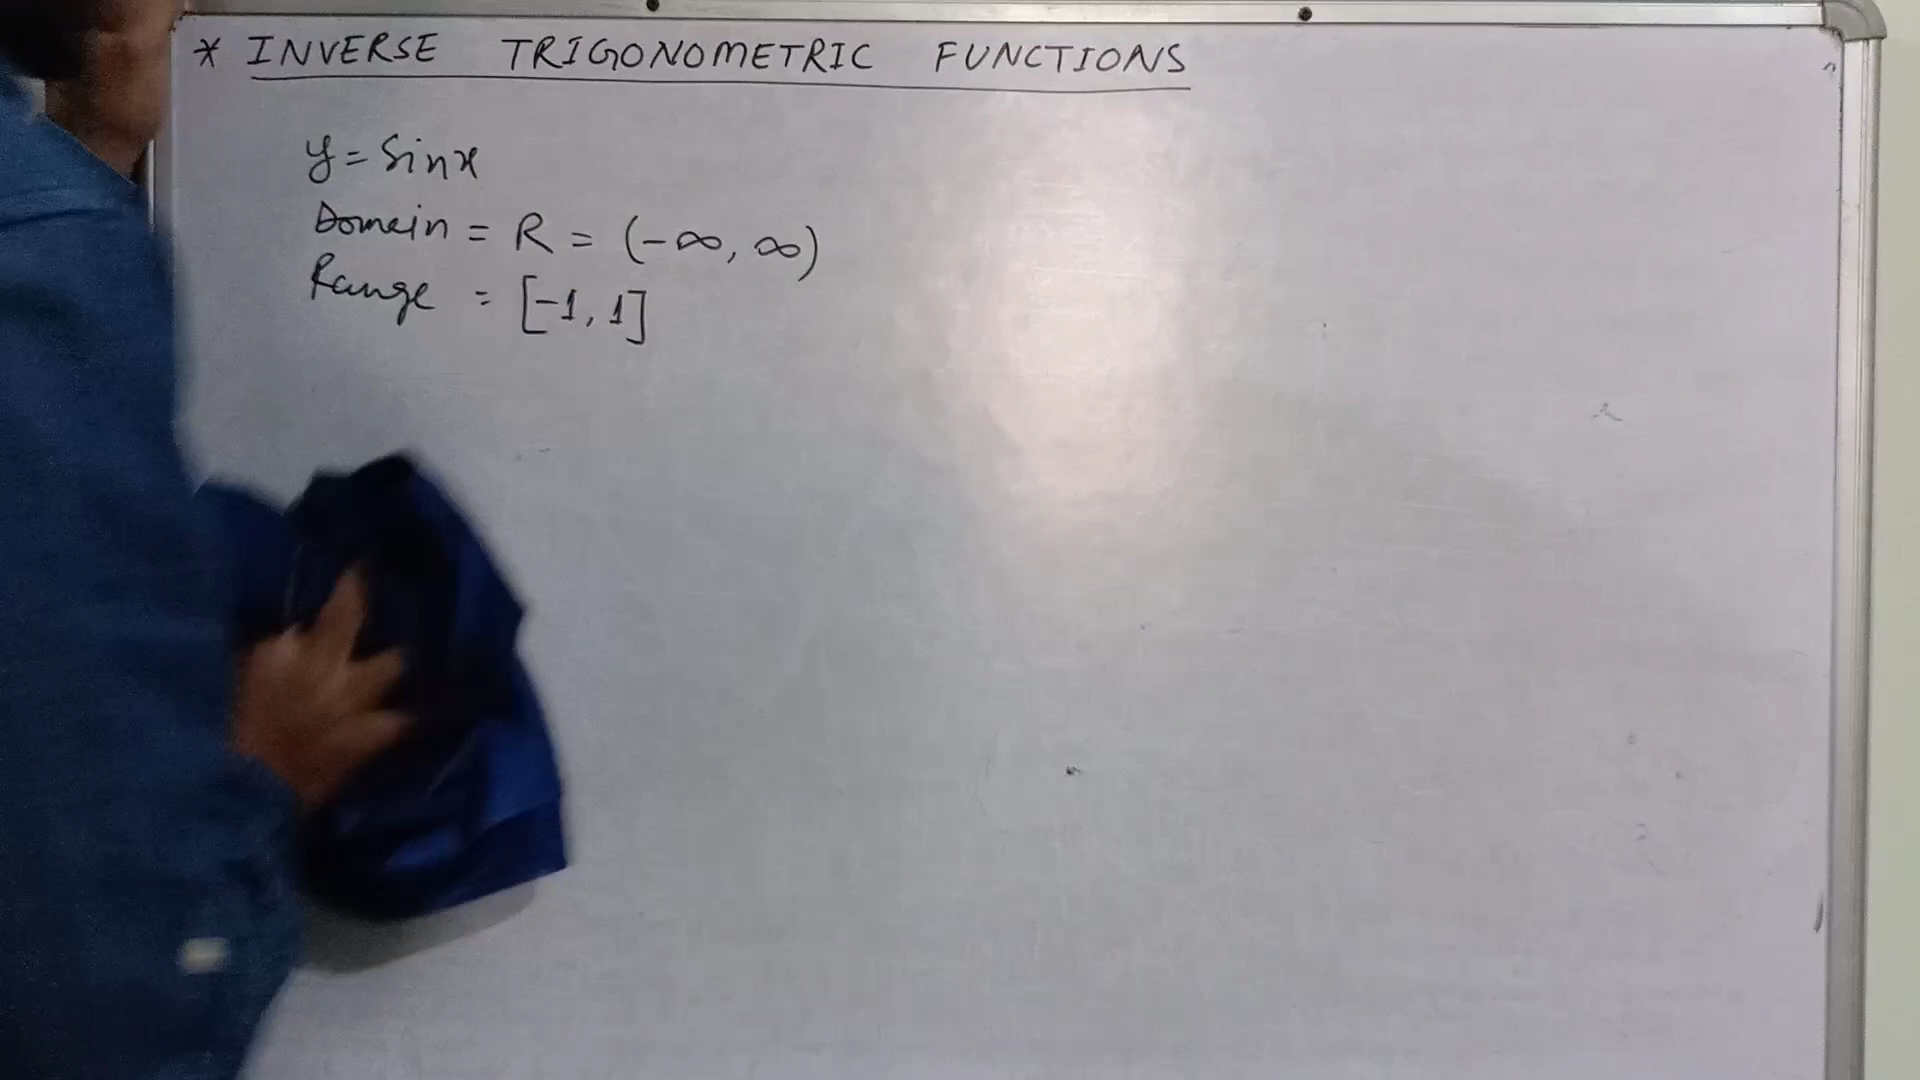 * INVERSE TRIGONOMETRIC FUNCTIONS
y = Sinx
Domain = R = (-∞, ∞)
Range = [-1, 1]